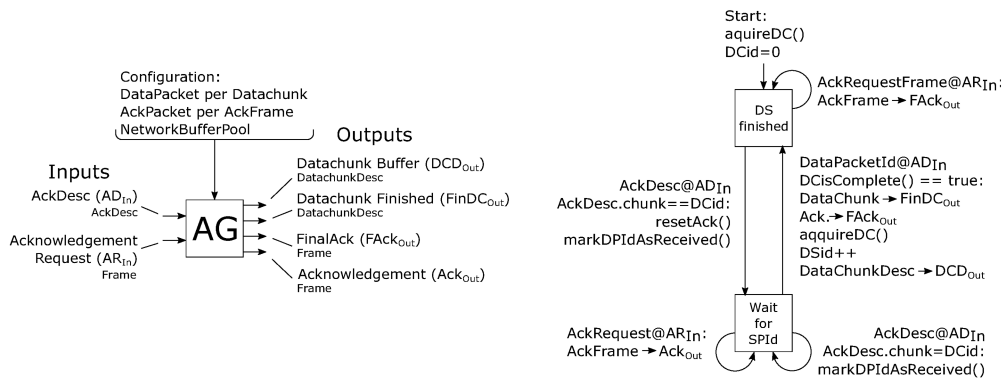 Configuration:
DataPacket per Datachunk
AckPacket per AckFrame
NetworkBufferPool
Inputs
AckDesc (AD_In)
AckDesc
Acknowledgement
Request (AR_In)
Frame
AG
Outputs
Datachunk Buffer (DCD_Out)
DatachunkDesc
Datachunk Finished (FinDC_Out)
DatachunkDesc
FinalAck (FAck_Out)
Frame
Acknowledgement (Ack_Out)
Frame
Start:
aquireDC()
DCid=0
AckRequestFrame@AR_In:
AckFrame → FAck_Out
DS
finished
AckDesc@AD_In
AckDesc.chunk==DCid:
resetAck()
markDPIdAsReceived()
DataPacketId@AD_In
DCisComplete() == true:
DataChunk → FinDC_Out
Ack.→ FAck_Out
aqquireDC()
DSid++
DataChunkDesc → DCD_Out
Wait
for
SPId
AckRequest@AR_In:
AckFrame → Ack_Out
AckDesc@AD_In
AckDesc.chunk=DCid:
markDPIdAsReceived()